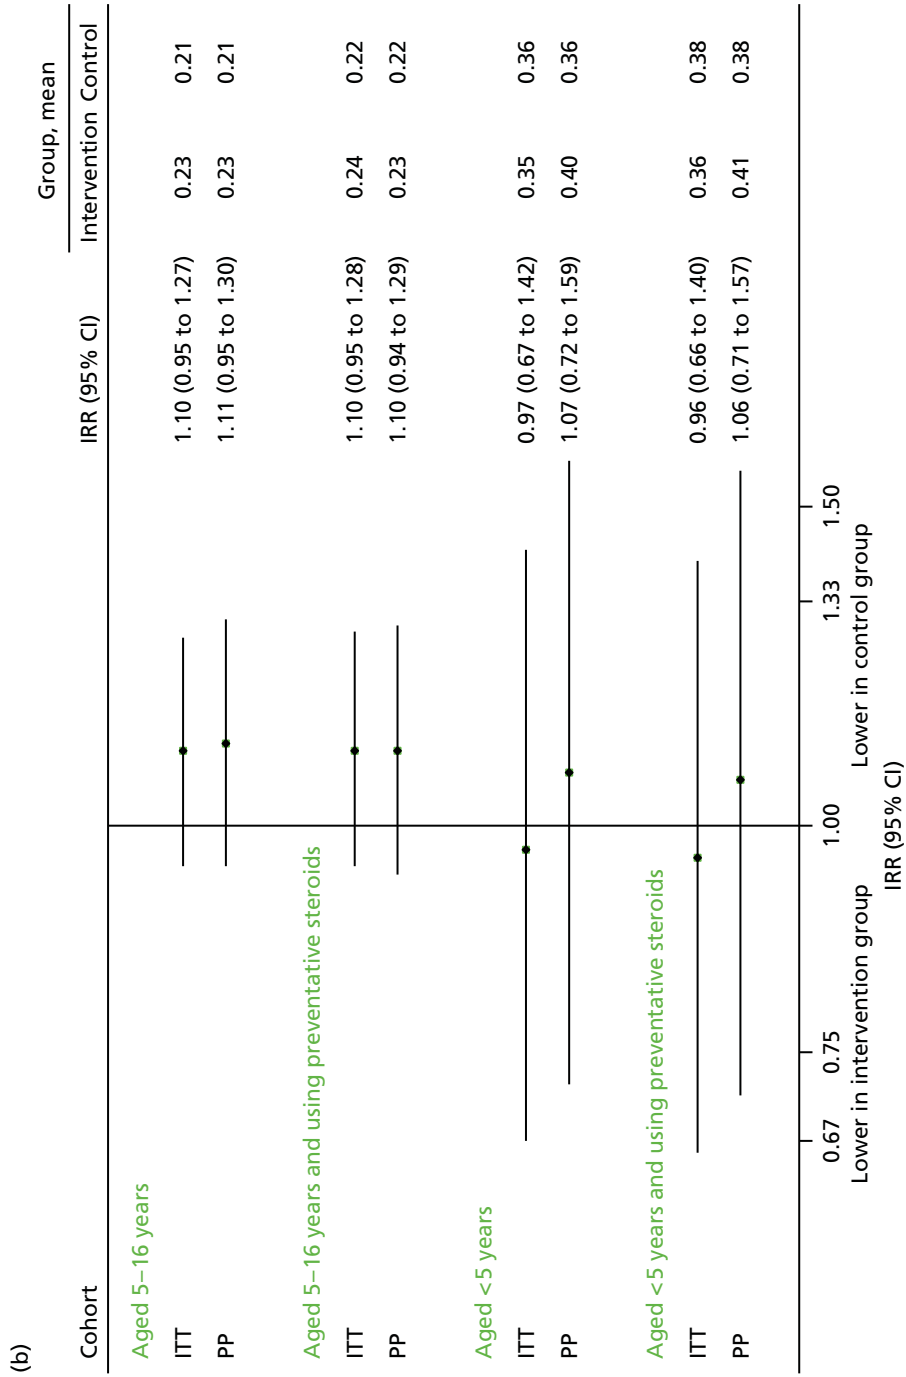 (b)
Group, mean
Cohort IRR (95% CI) Intervention Control
Aged 5–16 years
ITT 1.10 (0.95 to 1.27) 0.23 0.21
PP 1.11 (0.95 to 1.30) 0.23 0.21
Aged 5–16 years and using preventative steroids
ITT 1.10 (0.95 to 1.28) 0.24 0.22
PP 1.10 (0.94 to 1.29) 0.23 0.22
Aged <5 years
ITT 0.97 (0.67 to 1.42) 0.35 0.36
PP 1.07 (0.72 to 1.59) 0.40 0.36
Aged <5 years and using preventative steroids
ITT 0.96 (0.66 to 1.40) 0.36 0.38
PP 1.06 (0.71 to 1.57) 0.41 0.38
0.67 0.75 1.00 1.33 1.50
Lower in intervention group Lower in control group
IRR (95% CI)